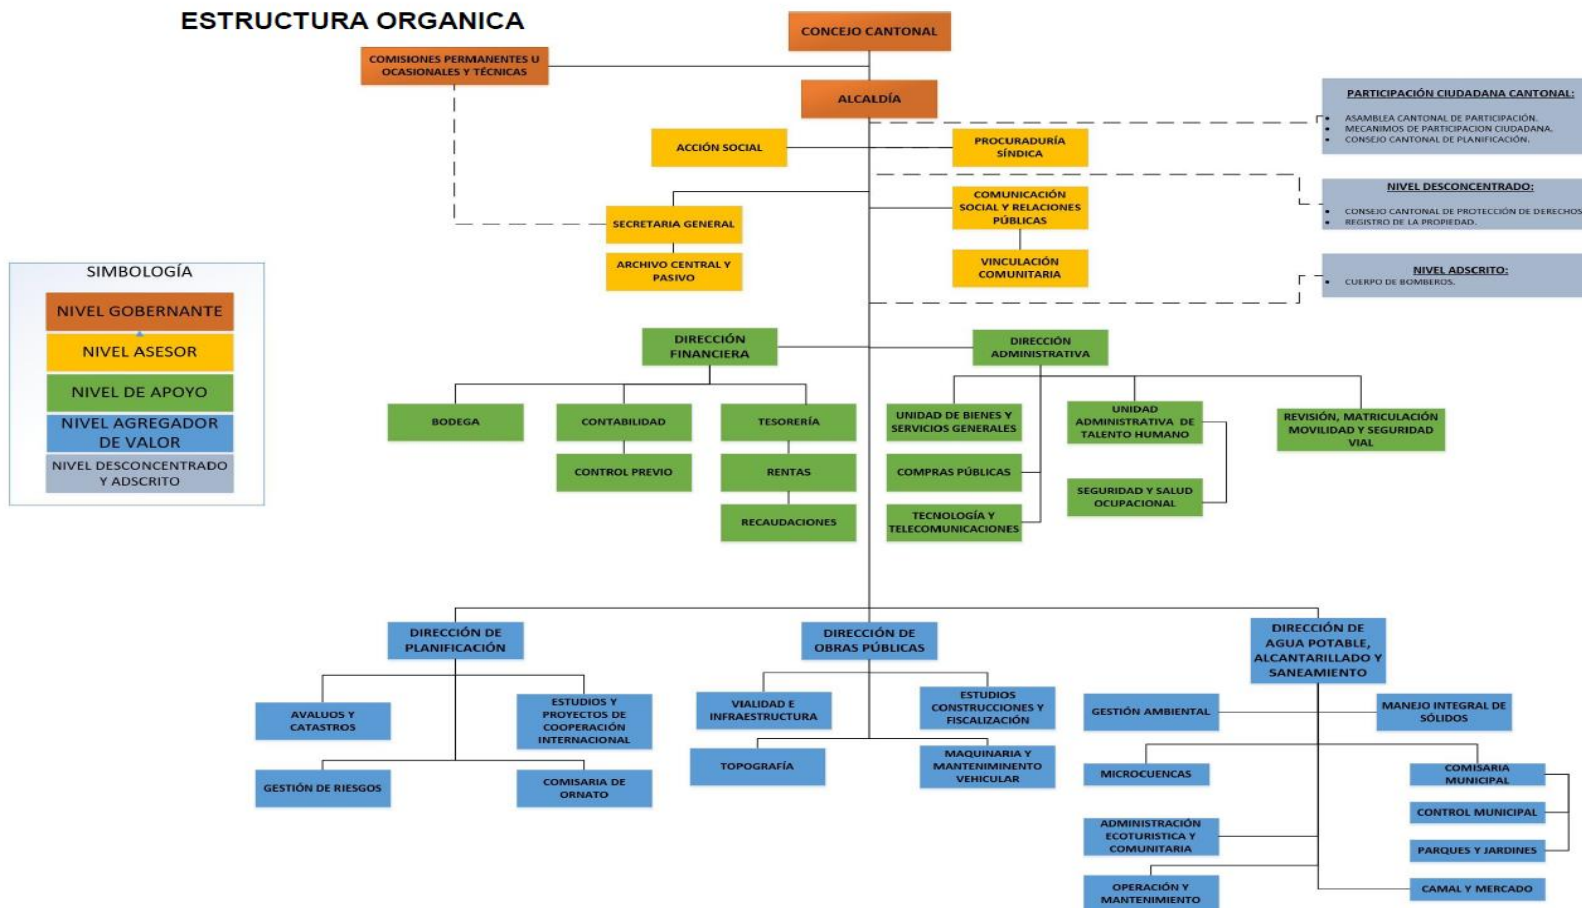 ESTRUCTURA ORGANICA
CONCEJO CANTONAL
COMISIONES PERMANENTES U
OCASIONALES Y TÉCNICAS
ALCALDÍA
PARTICIPACIÓN CIUDADANA CANTONAL:
• ASAMBLEA CANTONAL DE PARTICIPACIÓN.
• MECANIMOS DE PARTICIPACION CIUDADANA.
• CONSEJO CANTONAL DE PLANIFICACIÓN.
ACCIÓN SOCIAL
PROCURADURÍA
SÍNDICA
NIVEL DESCONCENTRADO:
• CONSEJO CANTONAL DE PROTECCIÓN DE DERECHOS
• REGISTRO DE LA PROPIEDAD.
COMUNICACIÓN
SOCIAL Y RELACIONES
PÚBLICAS
SECRETARIA GENERAL
ARCHIVO CENTRAL Y
PASIVO
VINCULACIÓN
COMUNITARIA
NIVEL ADSCRITO:
• CUERPO DE BOMBEROS.
SIMBOLOGÍA
NIVEL GOBERNANTE
NIVEL ASESOR
NIVEL DE APOYO
NIVEL AGREGADOR
DE VALOR
NIVEL DESCONCENTRADO
Y ADSCRITO
DIRECCIÓN
FINANCIERA
DIRECCIÓN
ADMINISTRATIVA
BODEGA
CONTABILIDAD
TESORERÍA
UNIDAD DE BIENES Y
SERVICIOS GENERALES
UNIDAD
ADMINISTRATIVA DE
TALENTO HUMANO
REVISIÓN, MATRICULACIÓN
MOVILIDAD Y SEGURIDAD
VIAL
CONTROL PREVIO
RENTAS
COMPRAS PÚBLICAS
SEGURIDAD Y SALUD
OCUPACIONAL
RECAUDACIONES
TECNOLOGÍA Y
TELECOMUNICACIONES
DIRECCIÓN DE
PLANIFICACIÓN
DIRECCIÓN DE
OBRAS PÚBLICAS
DIRECCIÓN DE
AGUA POTABLE,
ALCANTARILLADO Y
SANEAMIENTO
AVALUOS Y
CATASTROS
ESTUDIOS Y
PROYECTOS DE
COOPERACIÓN
INTERNACIONAL
VIALIDAD E
INFRAESTRUCTURA
ESTUDIOS
CONSTRUCCIONES Y
FISCALIZACIÓN
GESTIÓN AMBIENTAL
MANEJO INTEGRAL DE
SÓLIDOS
GESTIÓN DE RIESGOS
COMISARIA DE
ORNATO
TOPOGRAFÍA
MAQUINARIA Y
MANTENIMINENTO
VEHICULAR
MICROCUENCAS
COMISARIA
MUNICIPAL
CONTROL MUNICIPAL
ADMINISTRACIÓN
ECOTURISTICA Y
COMUNITARIA
PARQUES Y JARDINES
OPERACIÓN Y
MANTENIMIENTO
CAMAL Y MERCADO